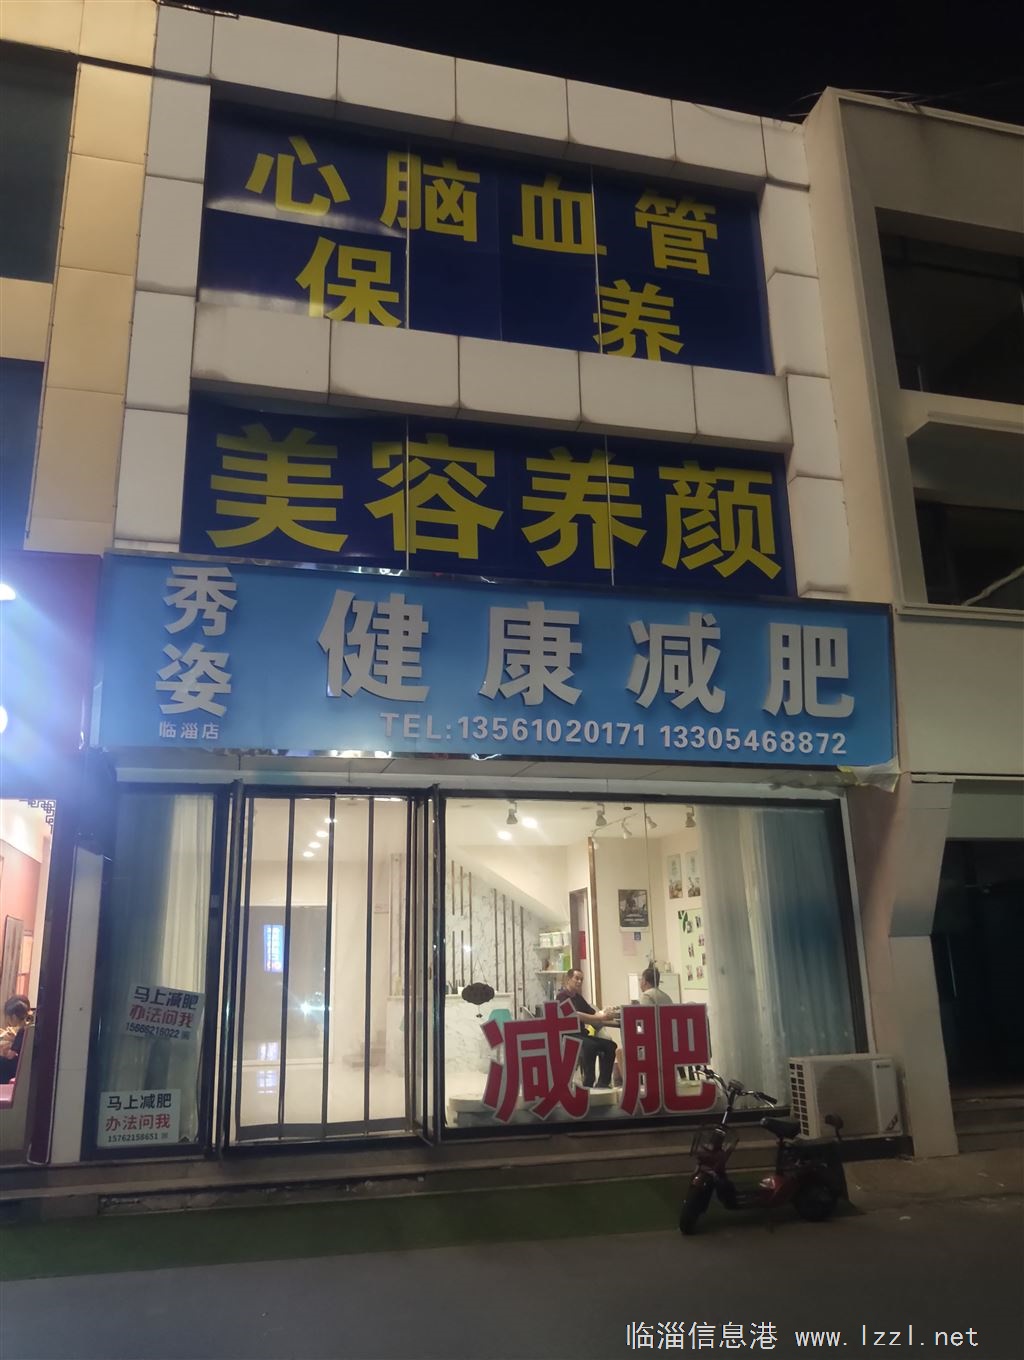 心脑血管
保养
美容养颜
秀姿
临淄店
健康减肥
TEL:13561020171 13305468872
马上减肥
办法问我
15666216022
马上减肥
办法问我
15762158651
减肥
临淄信息港 www.lzzl.net